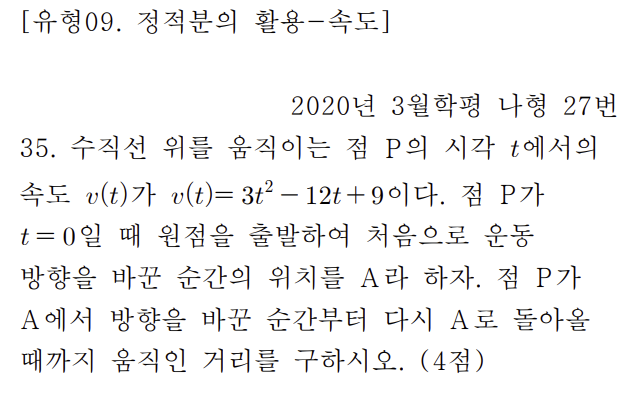 [유형09. 정적분의 활용-속도]
2020년 3월학평 나형 27번
35. 수직선 위를 움직이는 점 P의 시각 t에서의
속도 v(t)가 v(t)= 3t² − 12t + 9이다. 점 P가
t = 0일 때 원점을 출발하여 처음으로 운동
방향을 바꾼 순간의 위치를 A라 하자. 점 P가
A에서 방향을 바꾼 순간부터 다시 A로 돌아올
때까지 움직인 거리를 구하시오. (4점)